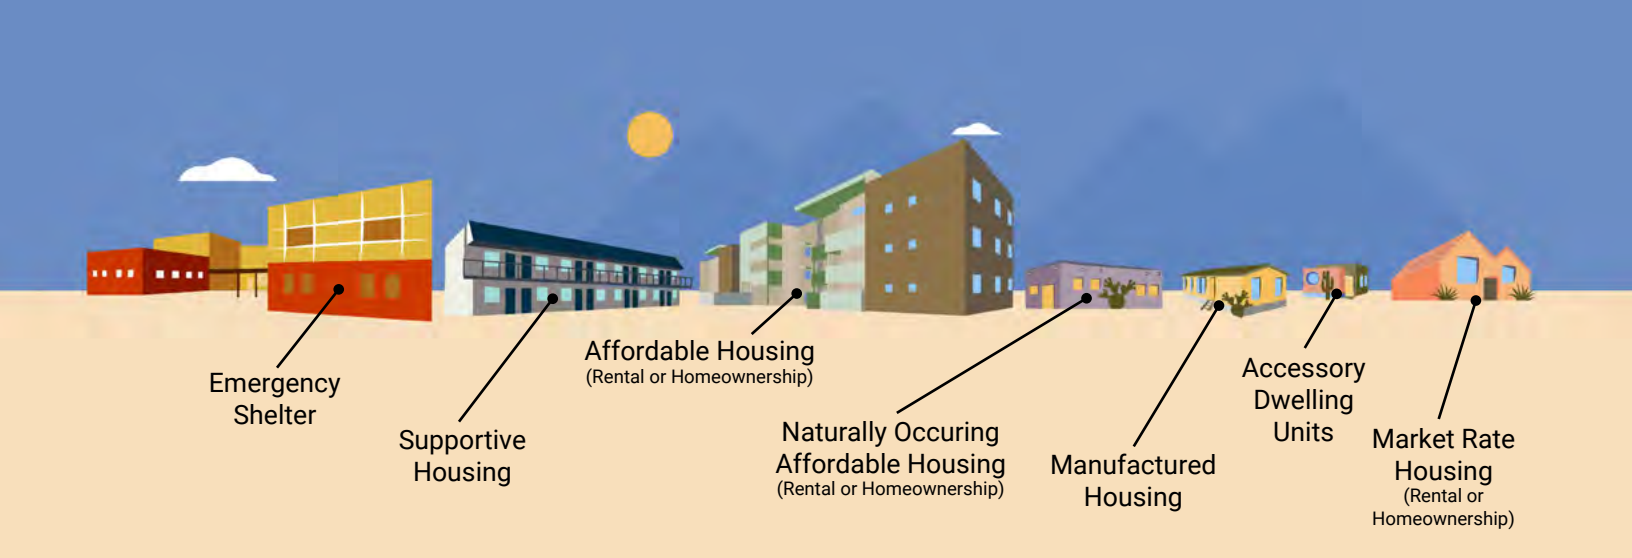 Emergency
Shelter
Supportive
Housing
Affordable Housing
(Rental or Homeownership)
Naturally Occuring
Affordable Housing
(Rental or Homeownership)
Manufactured
Housing
Accessory
Dwelling
Units
Market Rate
Housing
(Rental or
Homeownership)